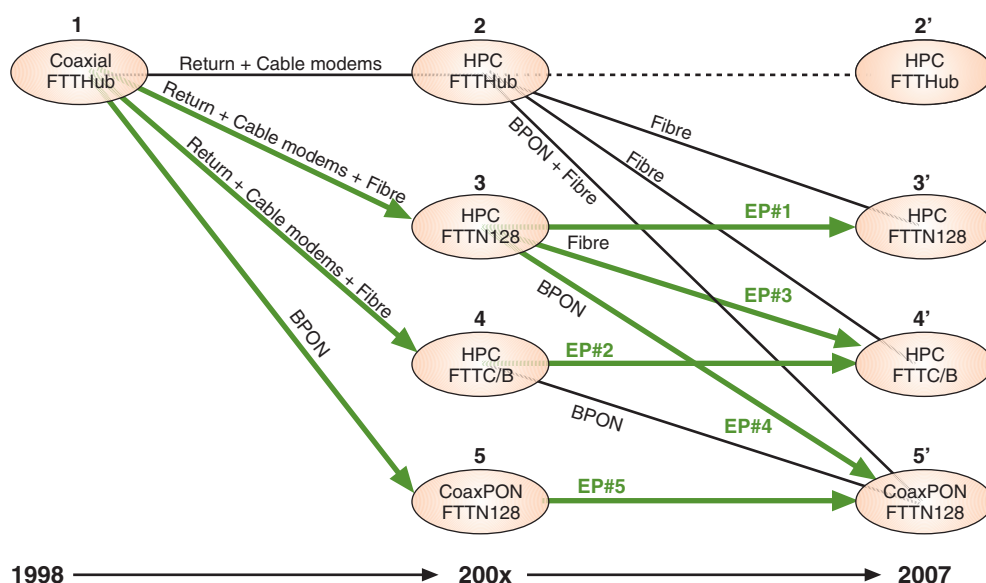 1
2
2'
Coaxial
FTTHub
Return + Cable modems
HPC
FTTHub
HPC
FTTHub
Return + Cable modems + Fibre
Return + Cable modems + Fibre
BPON
BPON + Fibre
Fibre
Fibre
3
3'
HPC
FTTN128
EP#1
HPC
FTTN128
Fibre
BPON
EP#3
4
4'
HPC
FTTC/B
EP#2
HPC
FTTC/B
BPON
EP#4
5
5'
CoaxPON
FTTN128
EP#5
CoaxPON
FTTN128
1998
200x
2007